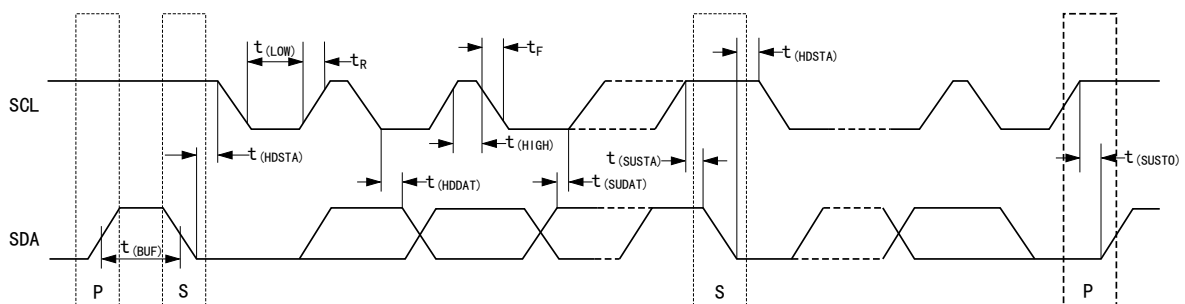 t(LOW)
tR
tF
t(HDSTA)
SCL
t(HDSTA)
t(HIGH)
t(SUSTA)
t(SUSTO)
t(HDDAT)
t(SUDAT)
SDA
t(BUF)
P
S
S
P